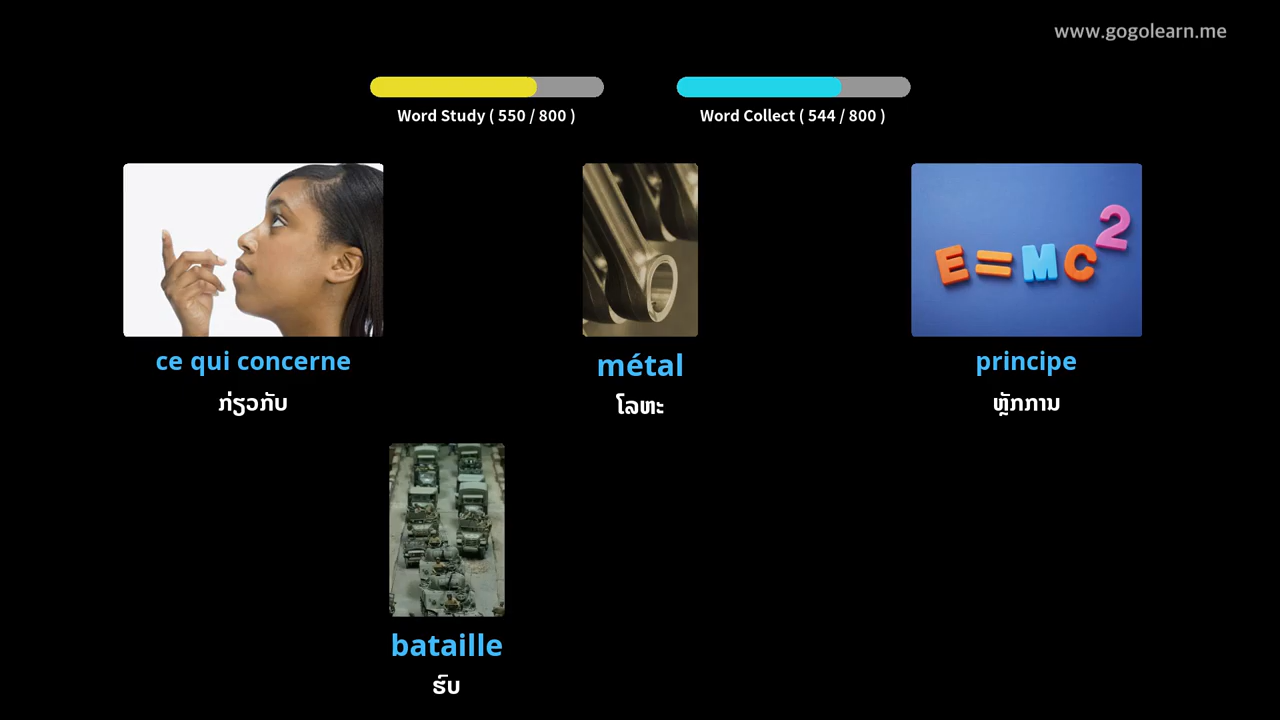 www.gogolearn.me
Word Study ( 550 / 800 )
Word Collect ( 544 / 800 )
E=MC2
ce qui concerne
ກ່ຽວກັບ
métal
ໂລຫະ
principe
ຫຼັກການ
bataille
ຮົບ